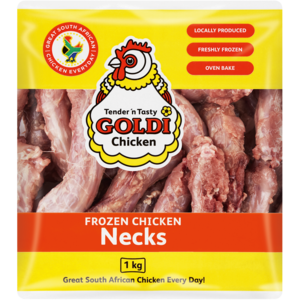 GREAT SOUTH AFRICAN
CHICKEN EVERYDAY!
LOCALLY PRODUCED
FRESHLY FROZEN
OVEN BAKE
Tender 'n Tasty
GOLDI
Chicken
FROZEN CHICKEN
Necks
1 kg
Great South African Chicken Every Day!